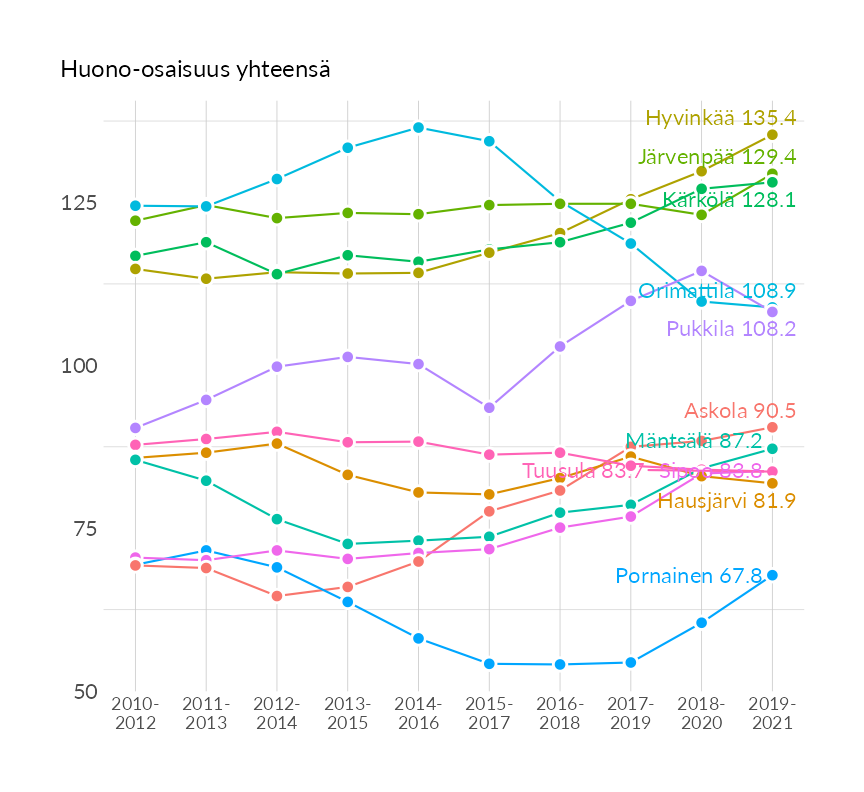 Huono-osaisuus yhteensä
Hyvinkää 135.4
Järvenpää 129.4
125
Kärkölä 128.1
Orimattila 108.9
Pukkila 108.2
100
Askola 90.5
Mäntsälä 87.2
Tuusula 83.7
Sipoo 83.8
Hausjärvi 81.9
75
Pornainen 67.8
50
2010-
2012
2011-
2013
2012-
2014
2013-
2015
2014-
2016
2015-
2017
2016-
2018
2017-
2019
2018-
2020
2019-
2021